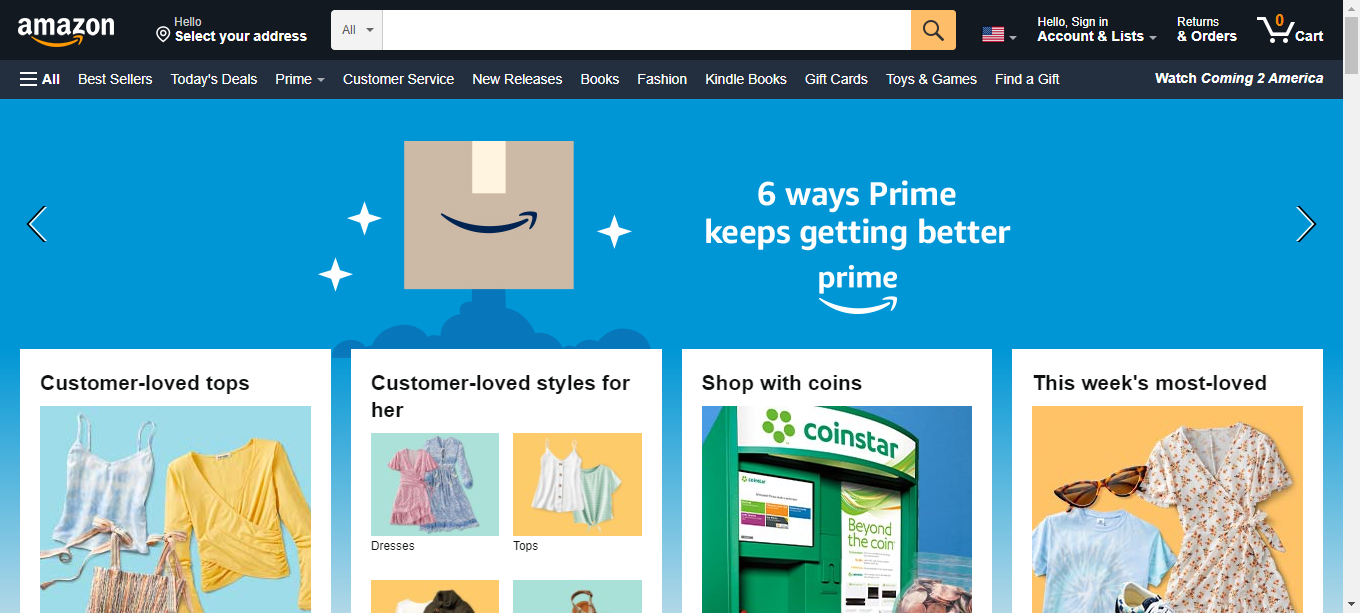 amazon
Hello
Select your address
All
Hello, Sign in
Account & Lists
Returns
& Orders
0
Cart
All
Best Sellers
Today's Deals
Prime
Customer Service
New Releases
Books
Fashion
Kindle Books
Gift Cards
Toys & Games
Find a Gift
Watch Coming 2 America
6 ways Prime
keeps getting better
prime
Customer-loved tops
Customer-loved styles for
her
Dresses
Tops
Shop with coins
coinstar
coinstar
Beyond
the coin
This week's most-loved